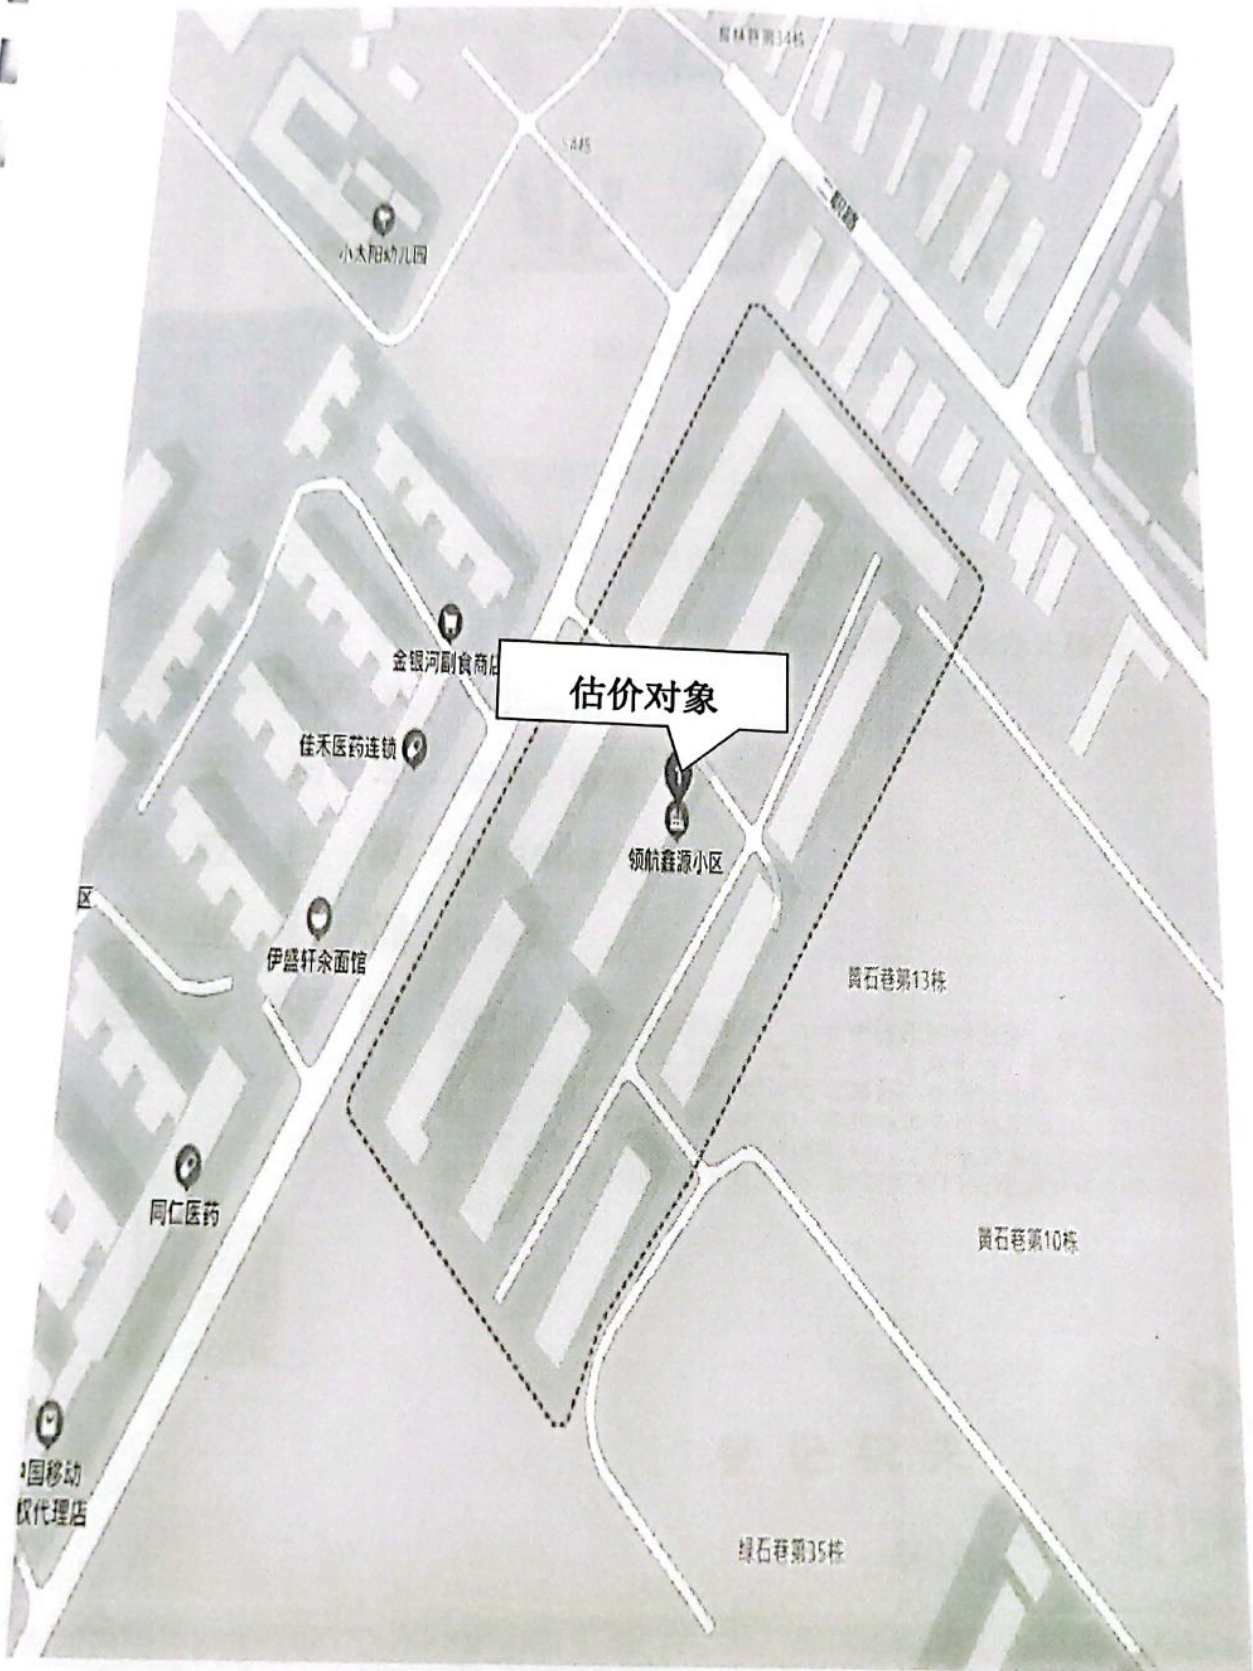 小太阳幼儿园
金银河副食商店
估价对象
佳禾医药连锁
领航鑫源小区
区
伊盛轩汆面馆
黄石巷第13栋
同仁医药
黄石巷第10栋
中国移动
权代理店
绿石巷第35栋